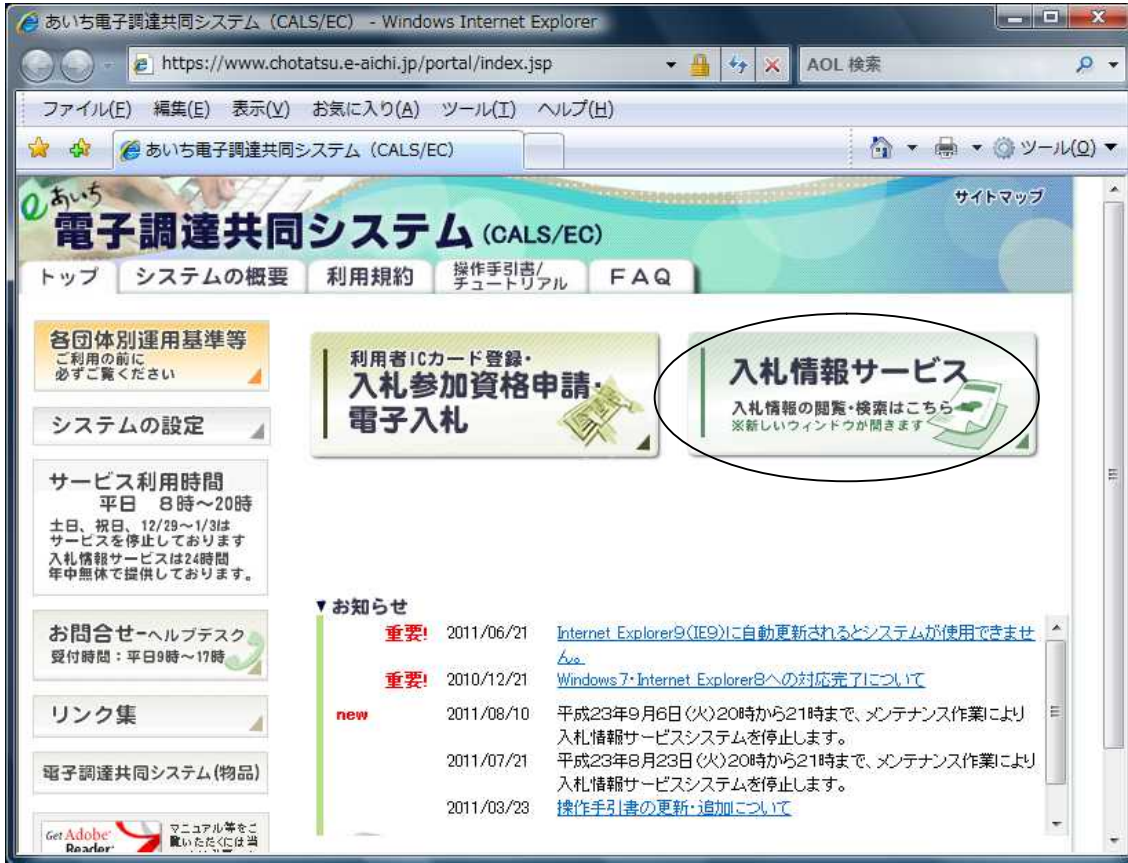 あいち電子調達共同システム（CALS/EC） - Windows Internet Explorer
https://www.chotatsu.e-aichi.jp/portal/index.jsp
AOL 検索
ファイル(F) 編集(E) 表示(V) お気に入り(A) ツール(T) ヘルプ(H)
あいち電子調達共同システム（CALS/EC）
ツール(O)
eあいち
電子調達共同システム(CALS/EC)
サイトマップ
トップ システムの概要 利用規約 操作手引書/
チュートリアル FAQ
各団体別運用基準等
ご利用の前に
必ずご覧ください
システムの設定
サービス利用時間
平日 8時～20時
土日、祝日、12/29～1/3は
サービスを停止しております
入札情報サービスは24時間
年中無休で提供しております。
お問合せ-ヘルプデスク
受付時間：平日9時～17時
リンク集
電子調達共同システム(物品)
Get Adobe
Reader
マニュアル等をご
覧いただくには当
利用者ICカード登録・
入札参加資格申請・
電子入札
入札情報サービス
入札情報の閲覧・検索はこちら
※新しいウィンドウが開きます
▼お知らせ
重要! 2011/06/21 Internet Explorer9(IE9)に自動更新されるとシステムが使用できませ
ん。
重要! 2010/12/21 Windows7・Internet Explorer8への対応完了について
new 2011/08/10 平成23年9月6日(火)20時から21時まで、メンテナンス作業により
入札情報サービスシステムを停止します。
2011/07/21 平成23年8月23日(火)20時から21時まで、メンテナンス作業により
入札情報サービスシステムを停止します。
2011/03/23 操作手引書の更新・追加について